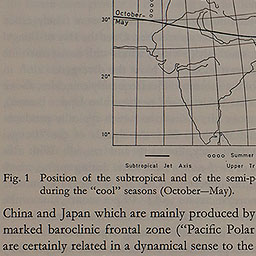 30°
October-
May
20°
10°
Summer
Subtropical Jet Axis Upper Tr
Fig. 1 Position of the subtropical and of the semi-p
during the “cool” seasons (October—May).
China and Japan which are mainly produced by
marked baroclinic frontal zone (“Pacific Polar
are certainly related in a dynamical sense to the